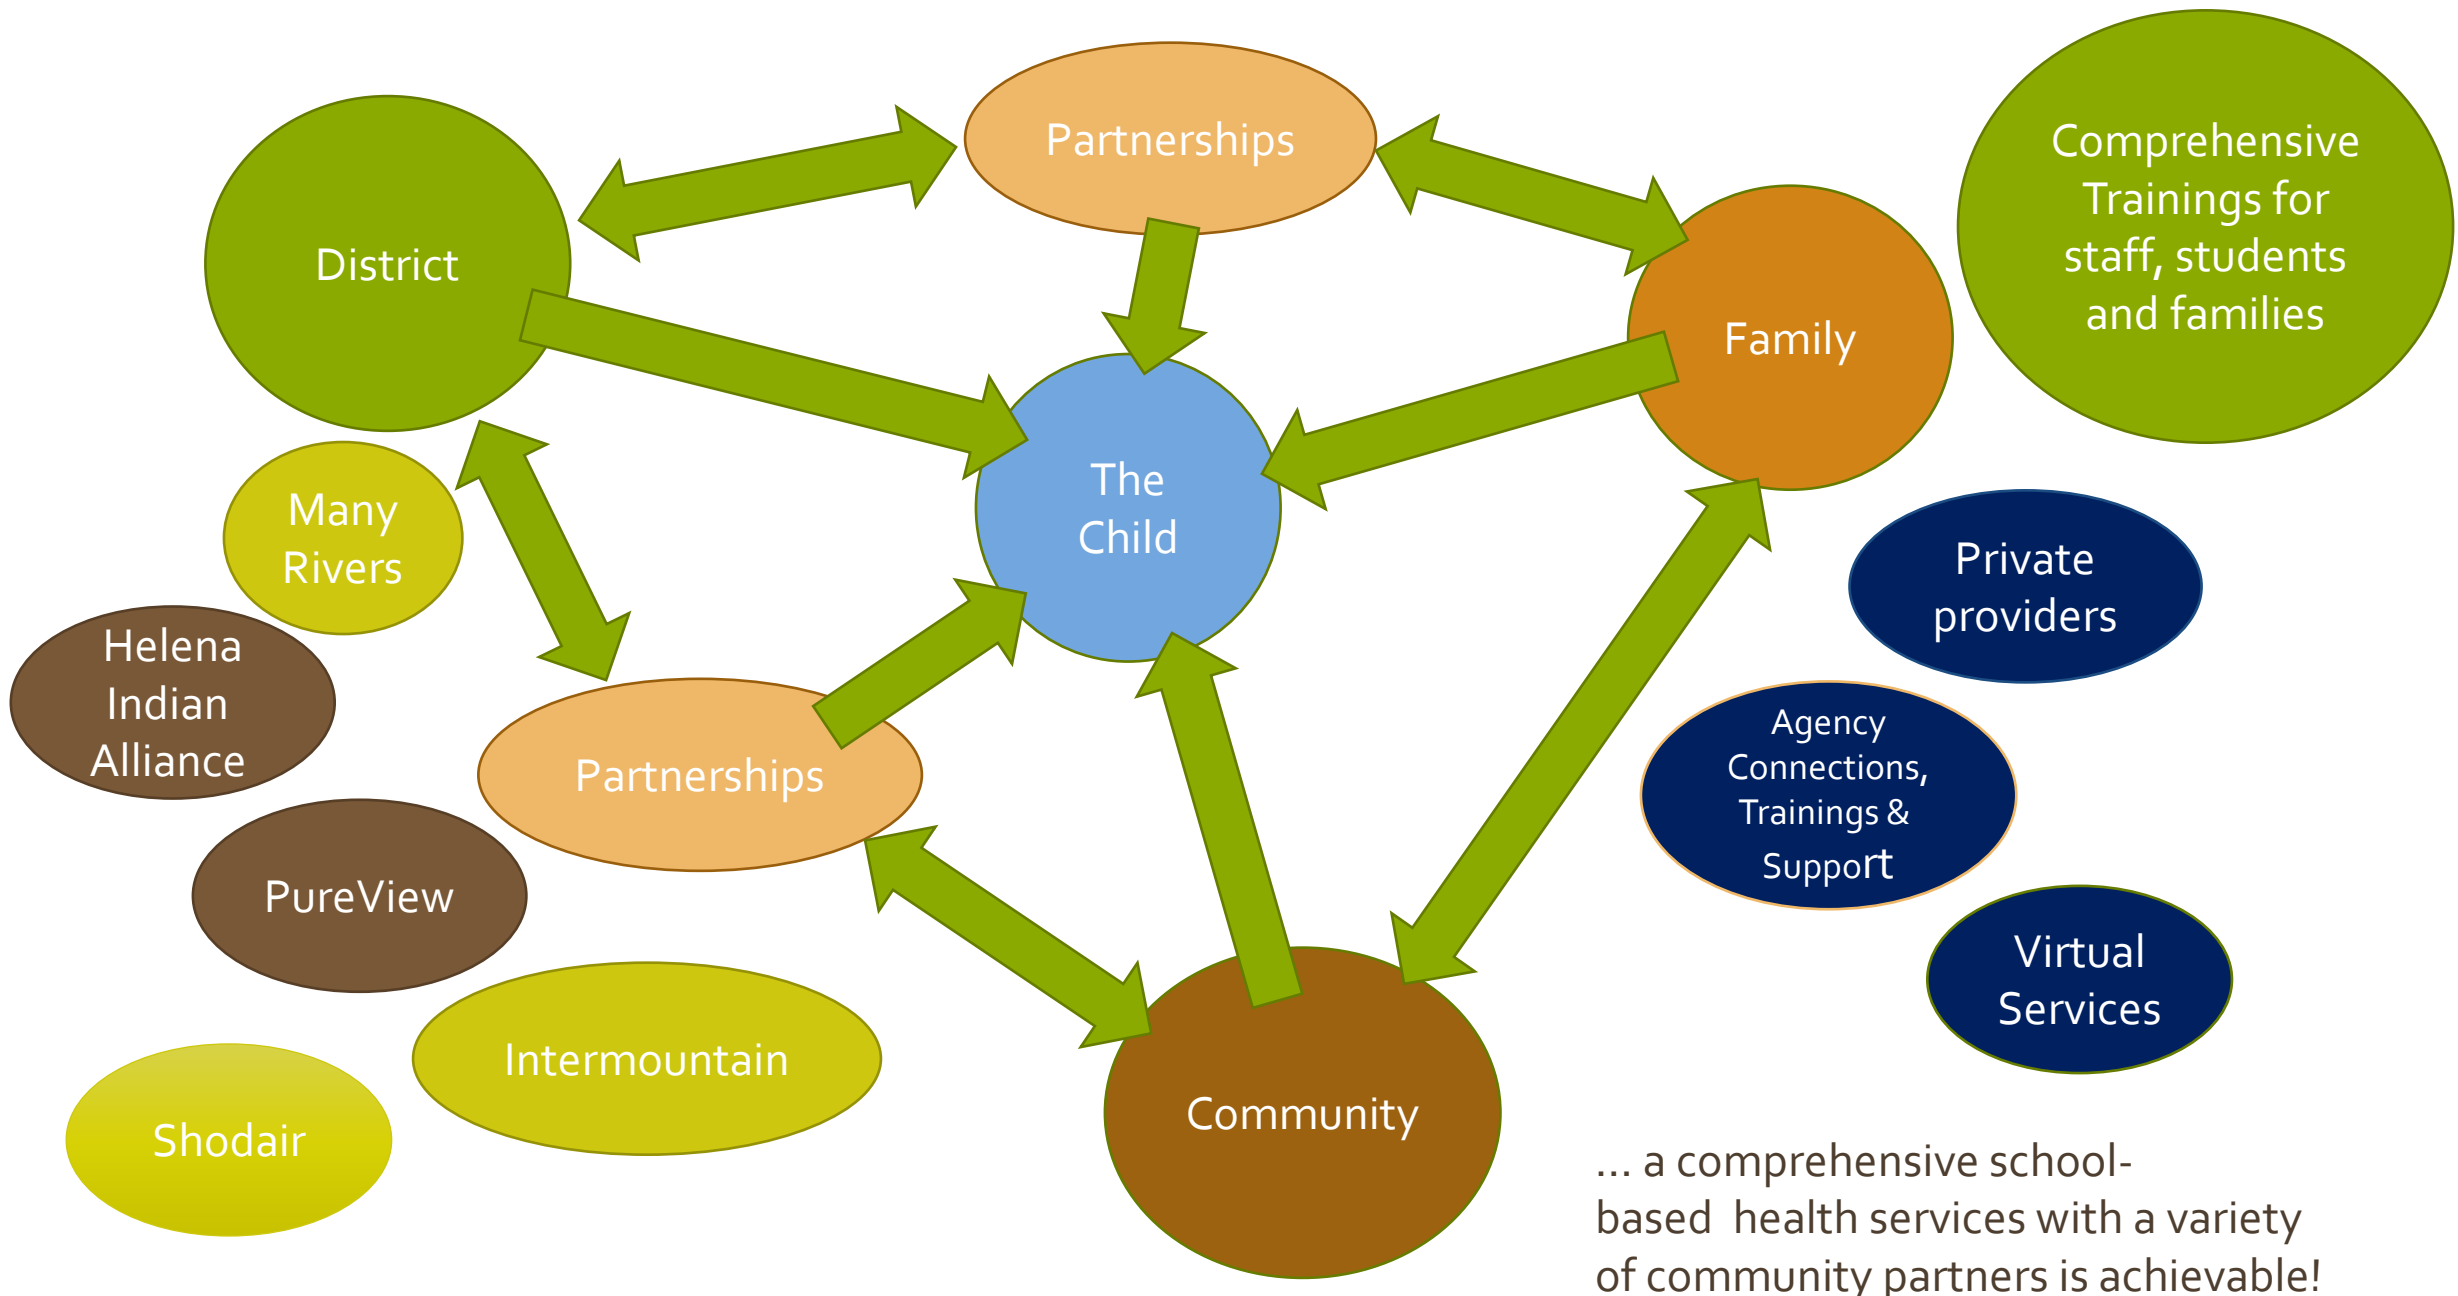 Partnerships
District
Family
Comprehensive
Trainings for
staff, students
and families
The
Child
Many
Rivers
Helena
Indian
Alliance
Partnerships
PureView
Intermountain
Shodair
Community
Private
providers
Agency
Connections,
Trainings &
Support
Virtual
Services
... a comprehensive school-
based  health services with a variety
of community partners is achievable!